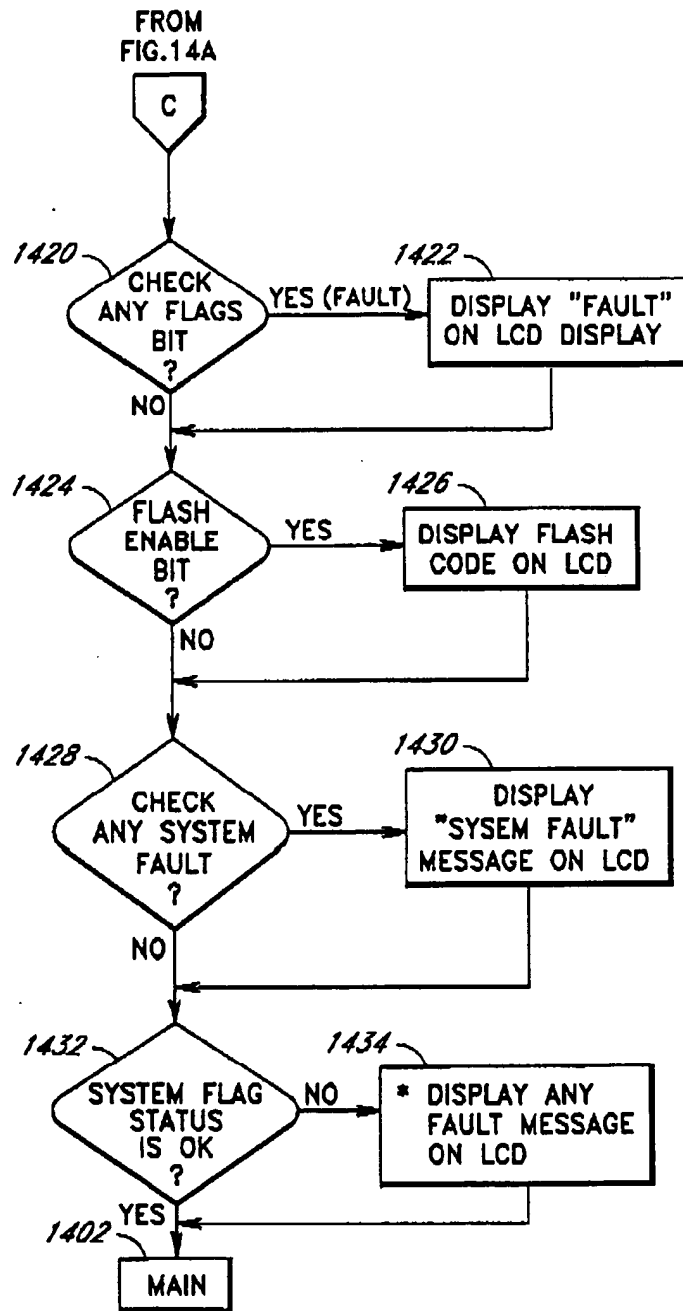 FROM
FIG.14A
C
1420
CHECK
ANY FLAGS
BIT
?
YES (FAULT)
1422
DISPLAY "FAULT"
ON LCD DISPLAY
NO
1424
FLASH
ENABLE
BIT
?
YES
1426
DISPLAY FLASH
CODE ON LCD
NO
1428
CHECK
ANY SYSTEM
FAULT
?
YES
1430
DISPLAY
"SYSEM FAULT"
MESSAGE ON LCD
NO
1432
SYSTEM FLAG
STATUS
IS OK
?
NO
1434
* DISPLAY ANY
FAULT MESSAGE
ON LCD
YES
1402
MAIN